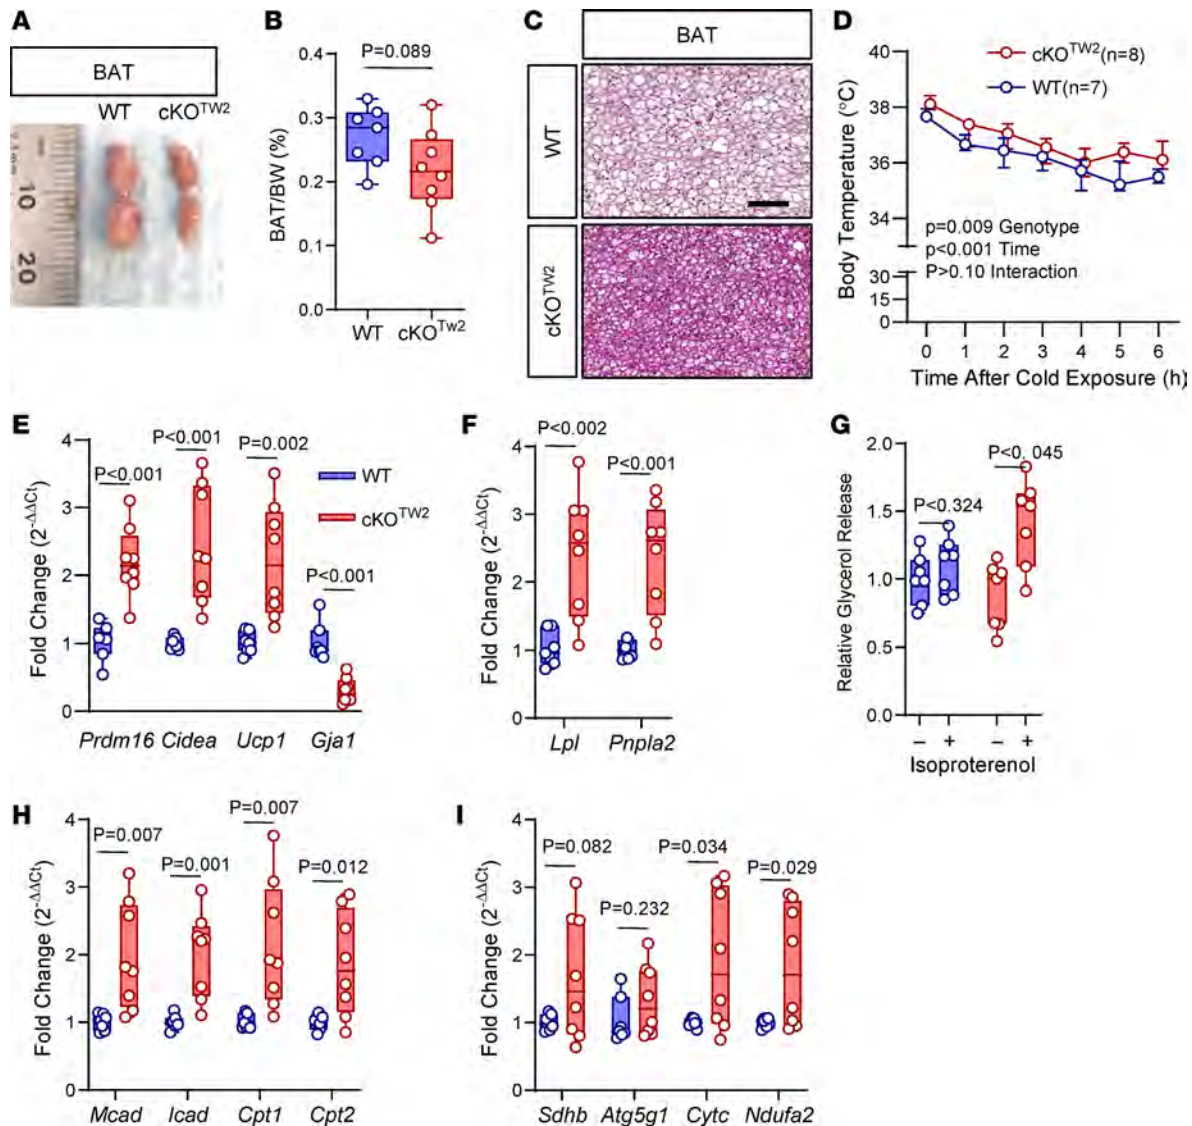 A
BAT
WT cKO^TW2
10
20
B
P=0.089
BAT/BW (%)
0.4
0.3
0.2
0.1
0.0
WT cKO^Tw2
C
BAT
WT
cKO^TW2
D
Body Temperature (°C)
40
38
36
34
30
15
0
cKO^TW2(n=8)
WT(n=7)
p=0.009 Genotype
p<0.001 Time
P>0.10 Interaction
0 1 2 3 4 5 6
Time After Cold Exposure (h)
E
Fold Change (2^-ΔΔCt)
4
3
2
1
0
P<0.001
P<0.001
P=0.002
P<0.001
WT
cKO^TW2
Prdm16 Cidea Ucp1 Gja1
F
Fold Change (2^-ΔΔCt)
4
3
2
1
0
P<0.002
P<0.001
Lpl Pnpla2
G
Relative Glycerol Release
2.0
1.5
1.0
0.5
0.0
P<0.324
P<0.045
– + – +
Isoproterenol
H
Fold Change (2^-ΔΔCt)
4
3
2
1
0
P=0.007
P=0.001
P=0.007
P=0.012
Mcad lcad Cpt1 Cpt2
I
Fold Change (2^-ΔΔCt)
4
3
2
1
0
P=0.082
P=0.232
P=0.034
P=0.029
Sdhb Atg5g1 Cytc Ndufa2